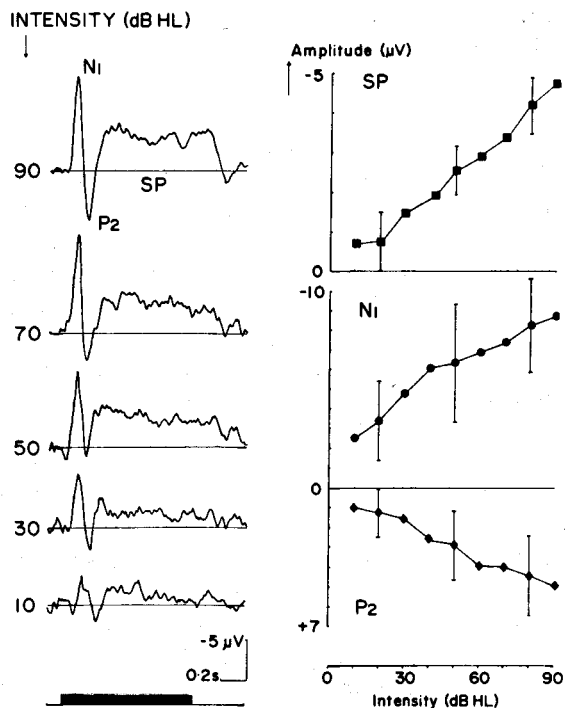 INTENSITY (dB HL)
N1
90
SP
P2
70
50
30
10
-5 µV
0·2s
Amplitude (µV)
-5
SP
0
-10
N1
0
P2
+7
0 30 60 90
Intensity (dB HL)